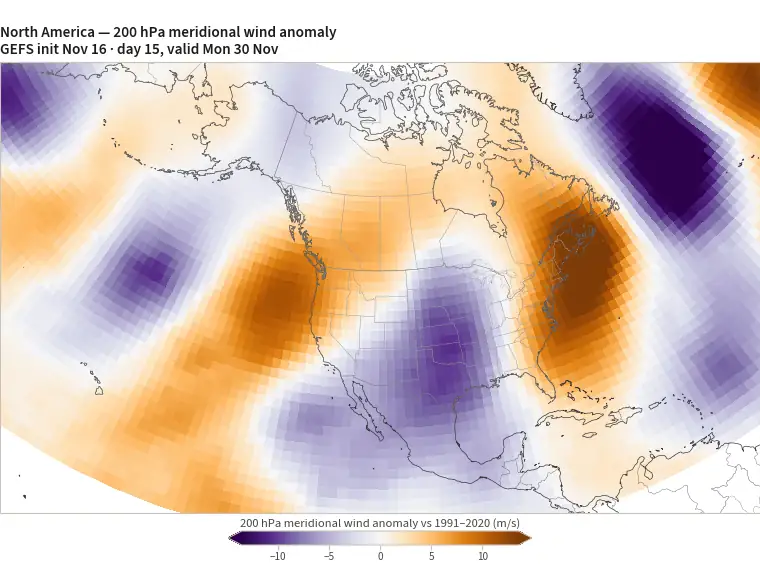 North America — 200 hPa meridional wind anomaly
GEFS init Nov 16 · day 15, valid Mon 30 Nov
200 hPa meridional wind anomaly vs 1991–2020 (m/s)
−10 −5 0 5 10